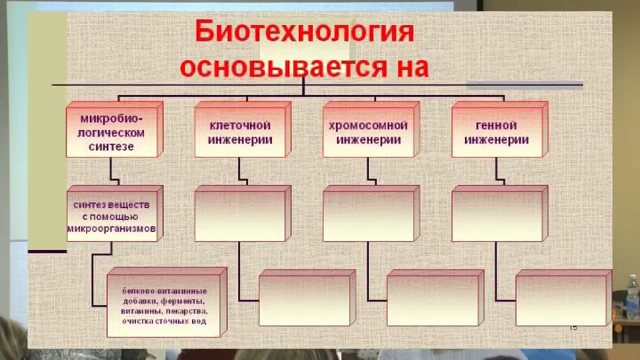 Биотехнология
основывается на
микробио-
логическом
синтезе
клеточной
инженерии
хромосомной
инженерии
генной
инженерии
синтез веществ
с помощью
микроорганизмов
белково-витаминные
добавки, ферменты,
витамины, лекарства,
очистка сточных вод
15